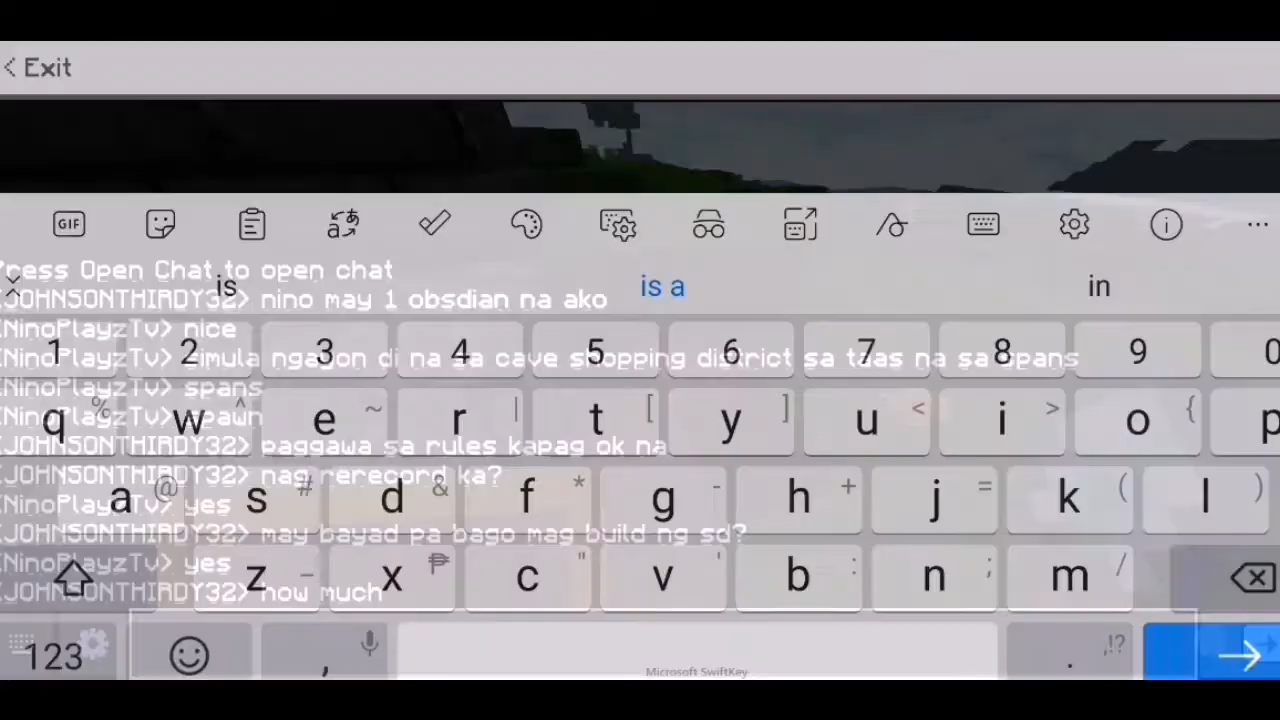 < Exit
GIF
Press Open Chat to open chat
is is a in
<JOHNSONTHIRDY32> nino may 1 obsdian na ako
<NinoPlayzTv> nice
1 2 3 4 5 6 7 8 9 0
<NinoPlayzTv> simula ngayon di na sa cave shopping district sa taas na sa spans
<NinoPlayzTv> spans
q % w ^ e ~ r | t [ y ] u < i > o { p
<NinoPlayzTv> spawn
<JOHNSONTHIRDY32> paggawa sa rules kapag ok na
<JOHNSONTHIRDY32> nag rerecord ka?
a @ s # d & f * g - h + j = k ( l )
<NinoPlayzTv> yes
<JOHNSONTHIRDY32> may bayad pa bago mag build ng sd?
<NinoPlayzTv> yes
z _ x ₱ c " v ' b : n ; m /
<JOHNSONTHIRDY32> how much
123 , . ,!?
Microsoft SwiftKey